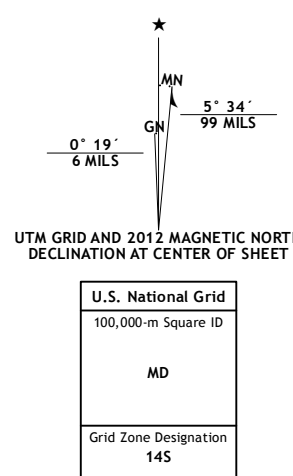 MN
GN
5° 34´
99 MILS
0° 19´
6 MILS
UTM GRID AND 2012 MAGNETIC NORT
DECLINATION AT CENTER OF SHEET
U.S. National Grid
100,000-m Square ID
MD
Grid Zone Designation
14S